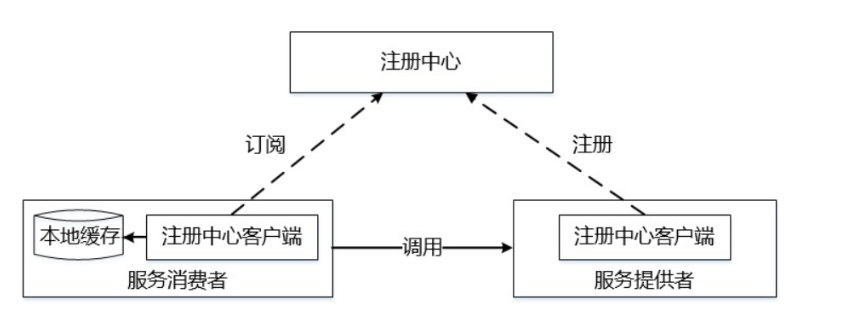 注册中心
订阅
注册
本地缓存
注册中心客户端
服务消费者
调用
注册中心客户端
服务提供者